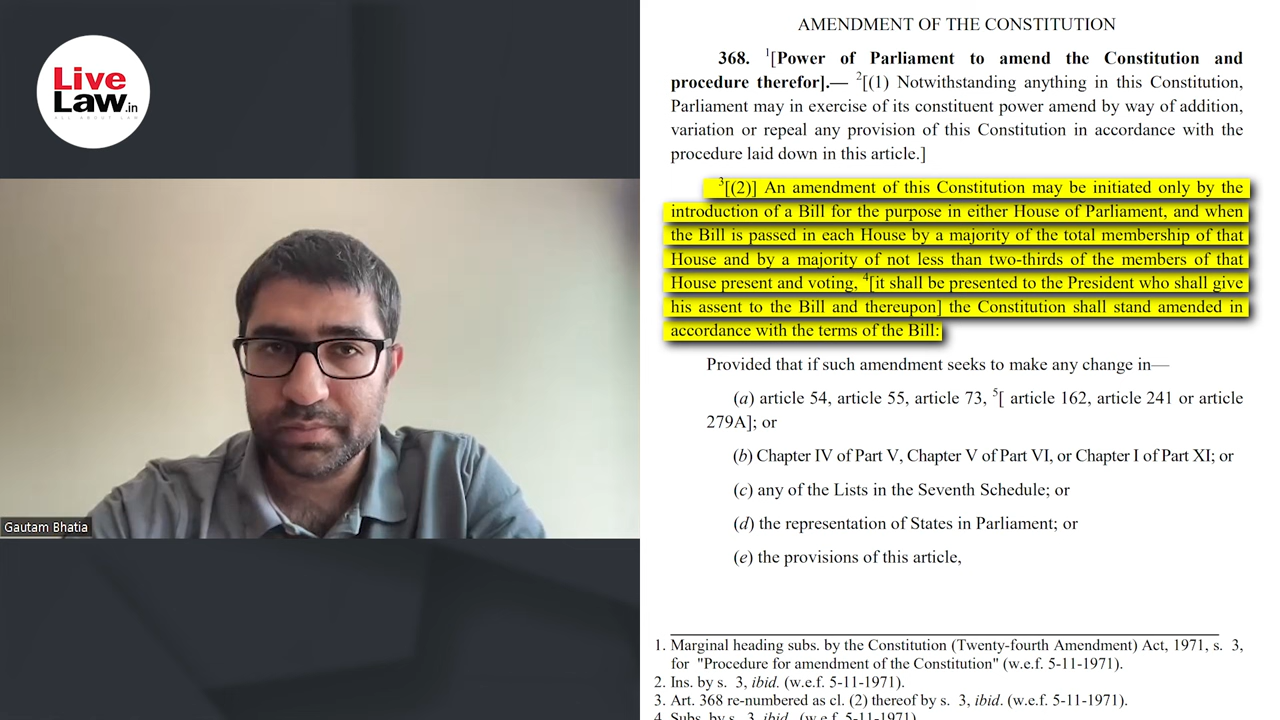 Live
Law.in
ALL ABOUT LAW
Gautam Bhatia
AMENDMENT OF THE CONSTITUTION
368. 1[Power of Parliament to amend the Constitution and
procedure therefor].— 2[(1) Notwithstanding anything in this Constitution,
Parliament may in exercise of its constituent power amend by way of addition,
variation or repeal any provision of this Constitution in accordance with the
procedure laid down in this article.]
3[(2)] An amendment of this Constitution may be initiated only by the
introduction of a Bill for the purpose in either House of Parliament, and when
the Bill is passed in each House by a majority of the total membership of that
House and by a majority of not less than two-thirds of the members of that
House present and voting, 4[it shall be presented to the President who shall give
his assent to the Bill and thereupon] the Constitution shall stand amended in
accordance with the terms of the Bill:
Provided that if such amendment seeks to make any change in—
(a) article 54, article 55, article 73, 5[ article 162, article 241 or article
279A]; or
(b) Chapter IV of Part V, Chapter V of Part VI, or Chapter I of Part XI; or
(c) any of the Lists in the Seventh Schedule; or
(d) the representation of States in Parliament; or
(e) the provisions of this article,
1. Marginal heading subs. by the Constitution (Twenty-fourth Amendment) Act, 1971, s. 3,
for "Procedure for amendment of the Constitution" (w.e.f. 5-11-1971).
2. Ins. by s. 3, ibid. (w.e.f. 5-11-1971).
3. Art. 368 re-numbered as cl. (2) thereof by s. 3, ibid. (w.e.f. 5-11-1971).
4. Subs. by s. 3, ibid. (w.e.f. 5-11-1971).